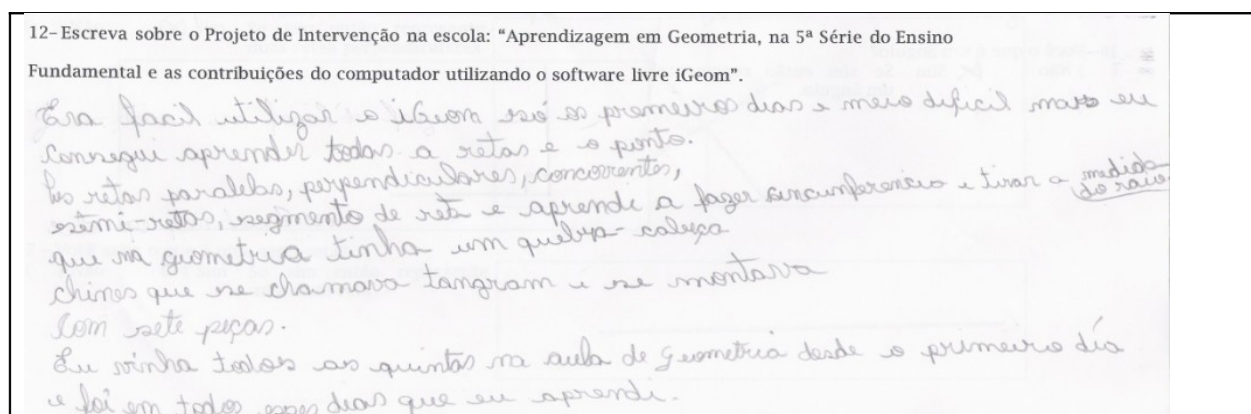 12– Escreva sobre o Projeto de Intervenção na escola: “Aprendizagem em Geometria, na 5ª Série do Ensino
Fundamental e as contribuições do computador utilizando o software livre iGeom”.
Era facil utilizar o iGeom só os premeiros dias e meio dificil mais eu
consegui aprender todas a retas e o ponto.
As retas paralelas, perpendiculares, concorrentes,
semi-retas, segmento de reta e aprendi a fazer sincumferencia e tirar a medida do raio
que na geometria tinha um quebra-cabeça
chines que se chamava tangram e se montava
com sete peças.
Eu vinha todas as quintas na aula de Geometria desde o primeiro dia
e foi em todos esses dias que eu aprendi.